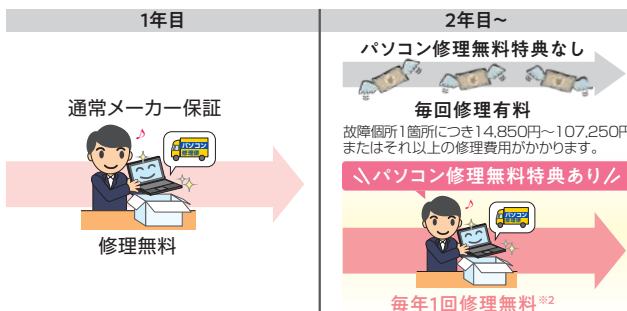 1年目
通常メーカー保証
パソコン
修理便
修理無料
2年目~
パソコン修理無料特典なし
毎回修理有料
故障個所1箇所につき14,850円~107,250円
またはそれ以上の修理費用がかかります。
\\パソコン修理無料特典あり//
パソコン
修理便
毎年1回修理無料※2